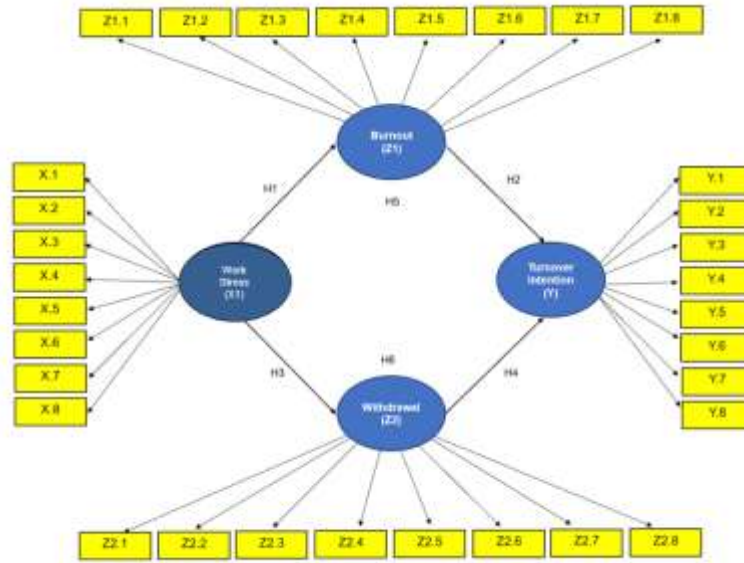 Z1.1
Z1.2
Z1.3
Z1.4
Z1.5
Z1.6
Z1.7
Z1.8
Burnout
(Z1)
X.1
X.2
X.3
X.4
X.5
X.6
X.7
X.8
H1
H2
H5
Work
Stress
(X1)
Turnover
Intention
(Y)
Y.1
Y.2
Y.3
Y.4
Y.5
Y.6
Y.7
Y.8
H3
H6
H4
Withdrawel
(Z2)
Z2.1
Z2.2
Z2.3
Z2.4
Z2.5
Z2.6
Z2.7
Z2.8